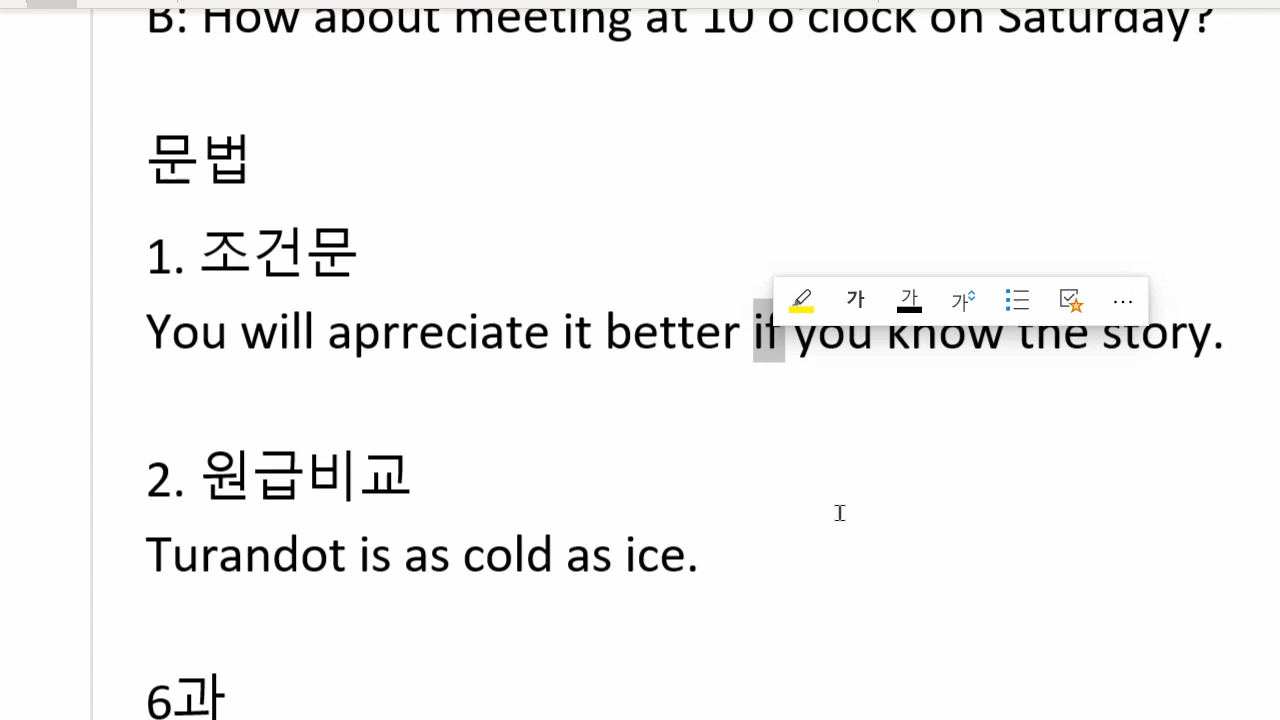 B: How about meeting at 10 o'clock on Saturday?
문법
1. 조건문
가 가 가
You will aprreciate it better if you know the story.
2. 원급비교
Turandot is as cold as ice.
6과